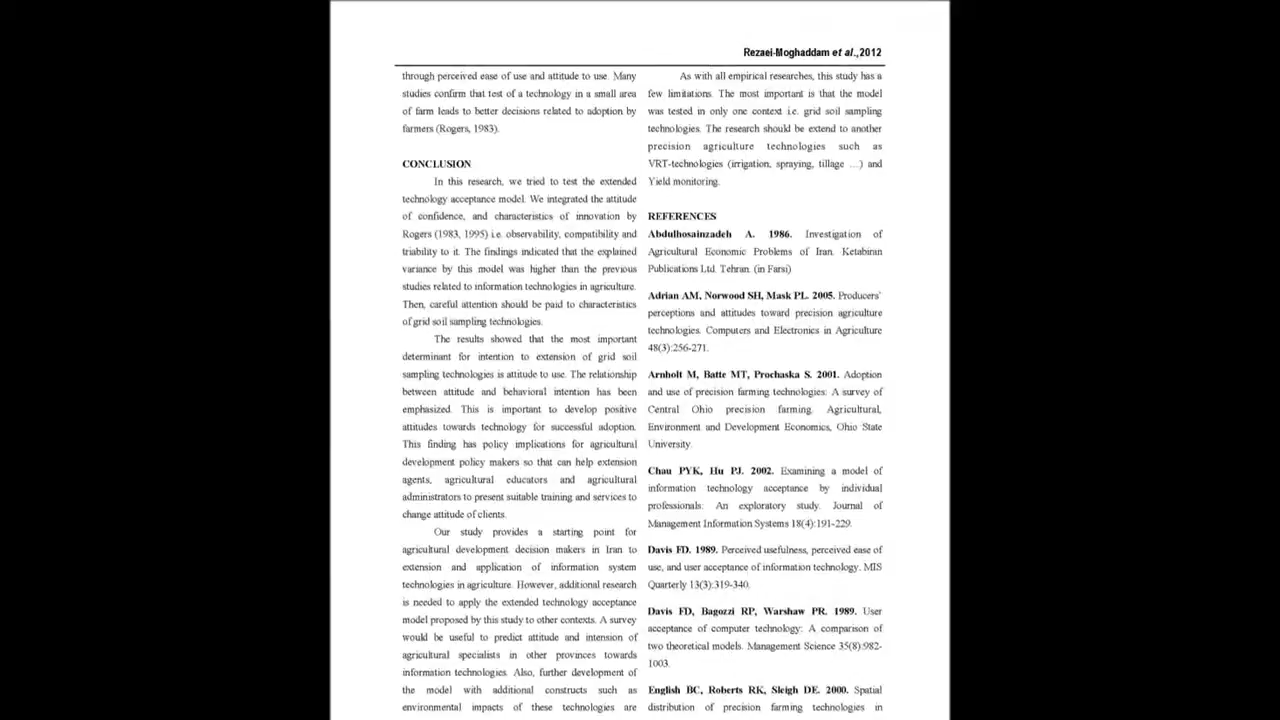 Rezaei-Moghaddam et al.,2012
through perceived ease of use and attitude to use. Many
studies confirm that test of a technology in a small area
of farm leads to better decisions related to adoption by
farmers (Rogers, 1983).
CONCLUSION
In this research, we tried to test the extended
technology acceptance model. We integrated the attitude
of confidence, and characteristics of innovation by
Rogers (1983, 1995) i.e. observability, compatibility and
triability to it. The findings indicated that the explained
variance by this model was higher than the previous
studies related to information technologies in agriculture.
Then, careful attention should be paid to characteristics
of grid soil sampling technologies.
The results showed that the most important
determinant for intention to extension of grid soil
sampling technologies is attitude to use. The relationship
between attitude and behavioral intention has been
emphasized. This is important to develop positive
attitudes towards technology for successful adoption.
This finding has policy implications for agricultural
development policy makers so that can help extension
agents, agricultural educators and agricultural
administrators to present suitable training and services to
change attitude of clients.
Our study provides a starting point for
agricultural development decision makers in Iran to
extension and application of information system
technologies in agriculture. However, additional research
is needed to apply the extended technology acceptance
model proposed by this study to other contexts. A survey
would be useful to predict attitude and intension of
agricultural specialists in other provinces towards
information technologies. Also, further development of
the model with additional constructs such as
environmental impacts of these technologies are
As with all empirical researches, this study has a
few limitations. The most important is that the model
was tested in only one context i.e. grid soil sampling
technologies. The research should be extend to another
precision agriculture technologies such as
VRT-technologies (irrigation, spraying, tillage ...) and
Yield monitoring.
REFERENCES
Abdulhosainzadeh A. 1986. Investigation of
Agricultural Economic Problems of Iran. Ketabiran
Publications Ltd. Tehran. (in Farsi)
Adrian AM, Norwood SH, Mask PL. 2005. Producers'
perceptions and attitudes toward precision agriculture
technologies. Computers and Electronics in Agriculture
48(3):256-271.
Arnholt M, Batte MT, Prochaska S. 2001. Adoption
and use of precision farming technologies: A survey of
Central Ohio precision farming. Agricultural,
Environment and Development Economics, Ohio State
University.
Chau PYK, Hu PJ. 2002. Examining a model of
information technology acceptance by individual
professionals: An exploratory study. Journal of
Management Information Systems 18(4):191-229.
Davis FD. 1989. Perceived usefulness, perceived ease of
use, and user acceptance of information technology. MIS
Quarterly 13(3):319-340.
Davis FD, Bagozzi RP, Warshaw PR. 1989. User
acceptance of computer technology: A comparison of
two theoretical models. Management Science 35(8):982-
1003.
English BC, Roberts RK, Sleigh DE. 2000. Spatial
distribution of precision farming technologies in